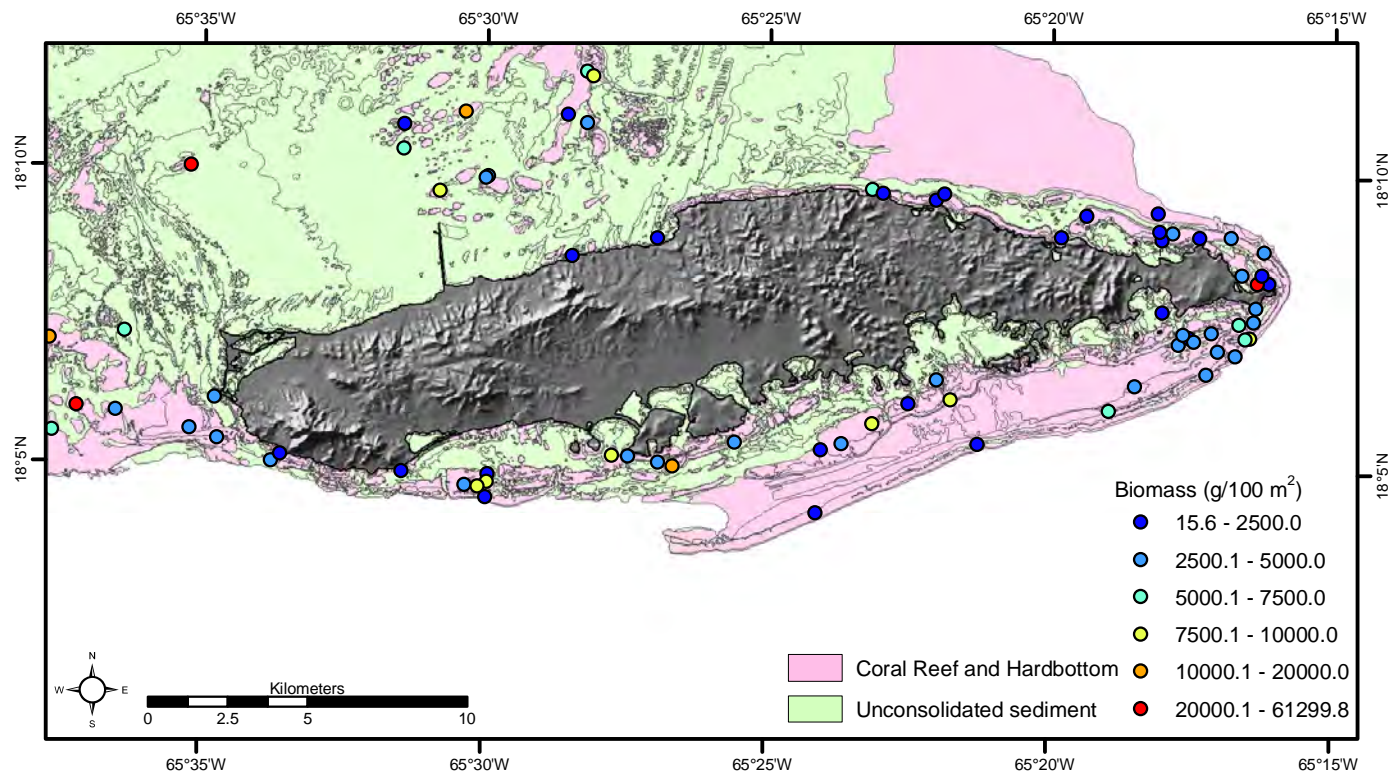 65°35'W 65°30'W 65°25'W 65°20'W 65°15'W
18°10'N 18°10'N
18°5'N 18°5'N
Biomass (g/100 m²)
15.6 - 2500.0
2500.1 - 5000.0
5000.1 - 7500.0
7500.1 - 10000.0
10000.1 - 20000.0
20000.1 - 61299.8
Coral Reef and Hardbottom
Unconsolidated sediment
N
W E
S
Kilometers
0 2.5 5 10
65°35'W 65°30'W 65°25'W 65°20'W 65°15'W